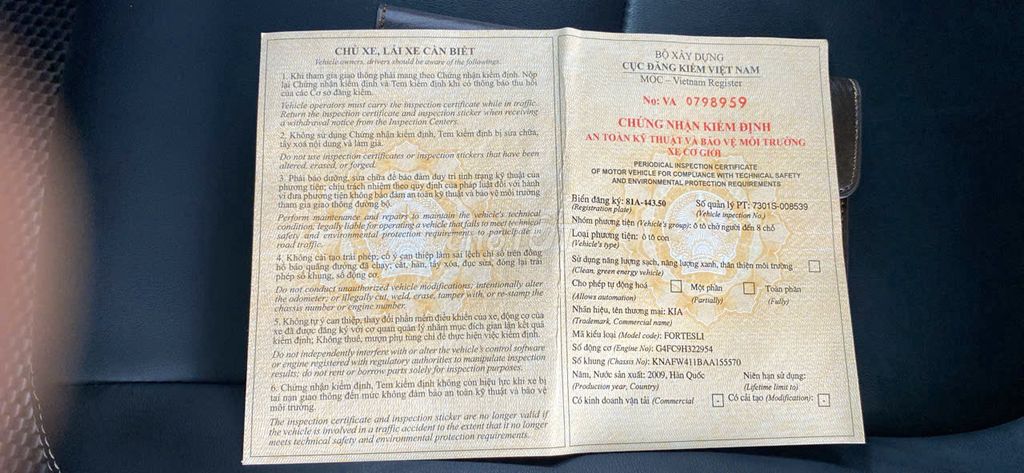 CHỦ XE, LÁI XE CẦN BIẾT
Vehicle owners, drivers should be aware of the followings.
1. Khi tham gia giao thông phải mang theo Chứng nhận kiểm định. Nộp
lại Chứng nhận kiểm định và Tem kiểm định khi có thông báo thu hồi
của các Cơ sở đăng kiểm.
Vehicle operators must carry the inspection certificate while in traffic.
Return the inspection certificate and inspection sticker when receiving
a withdrawal notice from the Inspection Centers.
2. Không sử dụng Chứng nhận kiểm định, Tem kiểm định bị sửa chữa,
tẩy xoá nội dung và làm giả.
Do not use inspection certificates or inspection stickers that have been
altered, erased, or forged.
3. Phải bảo dưỡng, sửa chữa để bảo đảm duy trì tình trạng kỹ thuật của
phương tiện; chịu trách nhiệm theo quy định của pháp luật đối với hành
vi đưa phương tiện không bảo đảm an toàn kỹ thuật và bảo vệ môi trường
tham gia giao thông đường bộ.
Perform maintenance and repairs to maintain the vehicle's technical
condition, legally liable for operating a vehicle that fails to meet technical
safety and environmental protection requirements to participate in
road traffic.
4. Không cải tạo trái phép; cố ý can thiệp làm sai lệch chỉ số trên đồng
hồ báo quãng đường đã chạy; cắt, hàn, tẩy xóa, đục sửa, đóng lại trái
phép số khung, số động cơ.
Do not conduct unauthorized vehicle modifications; intentionally alter
the odometer; or illegally cut, weld, erase, tamper with, or re-stamp the
chassis number or engine number.
5. Không tự ý can thiệp, thay đổi phần mềm điều khiển của xe, động cơ của
xe đã được đăng ký với cơ quan quản lý nhằm mục đích gian lận kết quả
kiểm định; Không thuê, mượn phụ tùng chỉ để thực hiện việc kiểm định.
Do not independently interfere with or alter the vehicle's control software
or engine registered with regulatory authorities to manipulate inspection
results; do not rent or borrow parts solely for inspection purposes.
6. Chứng nhận kiểm định, Tem kiểm định không còn hiệu lực khi xe bị
tai nạn giao thông đến mức không đảm bảo an toàn kỹ thuật và bảo vệ
môi trường.
The inspection certificate and inspection sticker are no longer valid if
the vehicle is involved in a traffic accident to the extent that it no longer
meets technical safety and environmental protection requirements.
BỘ XÂY DỰNG
CỤC ĐĂNG KIỂM VIỆT NAM
MOC – Vietnam Register
No: VA 0798959
CHỨNG NHẬN KIỂM ĐỊNH
AN TOÀN KỸ THUẬT VÀ BẢO VỆ MÔI TRƯỜNG
XE CƠ GIỚI
PERIODICAL INSPECTION CERTIFICATE
OF MOTOR VEHICLE FOR COMPLIANCE WITH TECHNICAL SAFETY
AND ENVIRONMENTAL PROTECTION REQUIREMENTS
Biển đăng ký: 81A-443.50 Số quản lý PT: 7301S-008539
(Registration plate) (Vehicle inspection No.)
Nhóm phương tiện (Vehicle's group): ô tô chở người đến 8 chỗ
Loại phương tiện: ô tô con
(Vehicle's type)
Sử dụng năng lượng sạch, năng lượng xanh, thân thiện môi trường
(Clean, green energy vehicle)
Cho phép tự động hoá Một phần Toàn phần
(Allows automation) (Partially) (Fully)
Nhãn hiệu, tên thương mại: KIA
(Trademark, Commercial name)
Mã kiểu loại (Model code): FORTESLI
Số động cơ (Engine No): G4FC9H322954
Số khung (Chassis No): KNAFW411BAA155570
Năm, Nước sản xuất: 2009, Hàn Quốc Niên hạn sử dụng:
(Production year, Country) (Lifetime limit to)
Có kinh doanh vận tải (Commercial - Có cải tạo (Modification): -